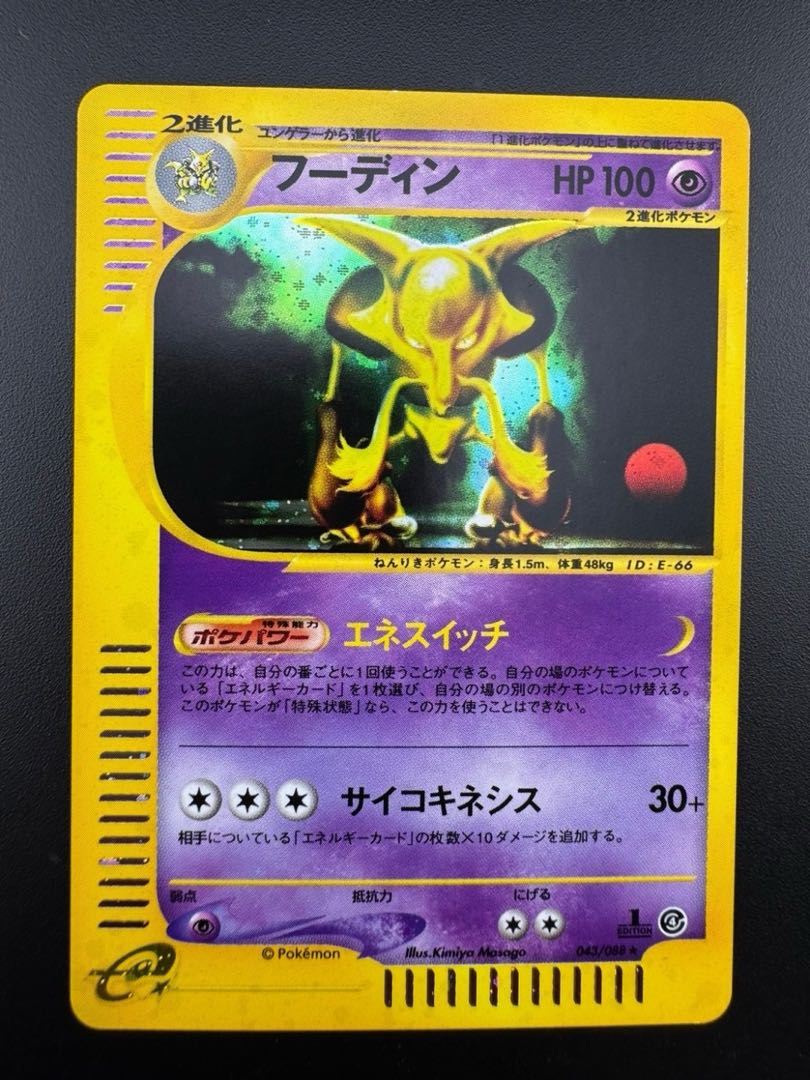 2進化
ユンゲラーから進化
「1進化ポケモン」の上に重ねて進化させます。
フーディン
HP 100
2進化ポケモン
ねんりきポケモン:身長1.5m、体重48kg ID:E-66
特殊能力
ポケパワー
エネスイッチ
この力は、自分の番ごとに1回使うことができる。自分の場のポケモンについて
いる「エネルギーカード」を1枚選び、自分の場の別のポケモンにつけ替える。
このポケモンが「特殊状態」なら、この力を使うことはできない。
サイコキネシス
30+
相手についている「エネルギーカード」の枚数×10ダメージを追加する。
弱点
抵抗力
にげる
1
EDITION
4
©Pokémon
Illus.Kimiya Masago
043/088★
e